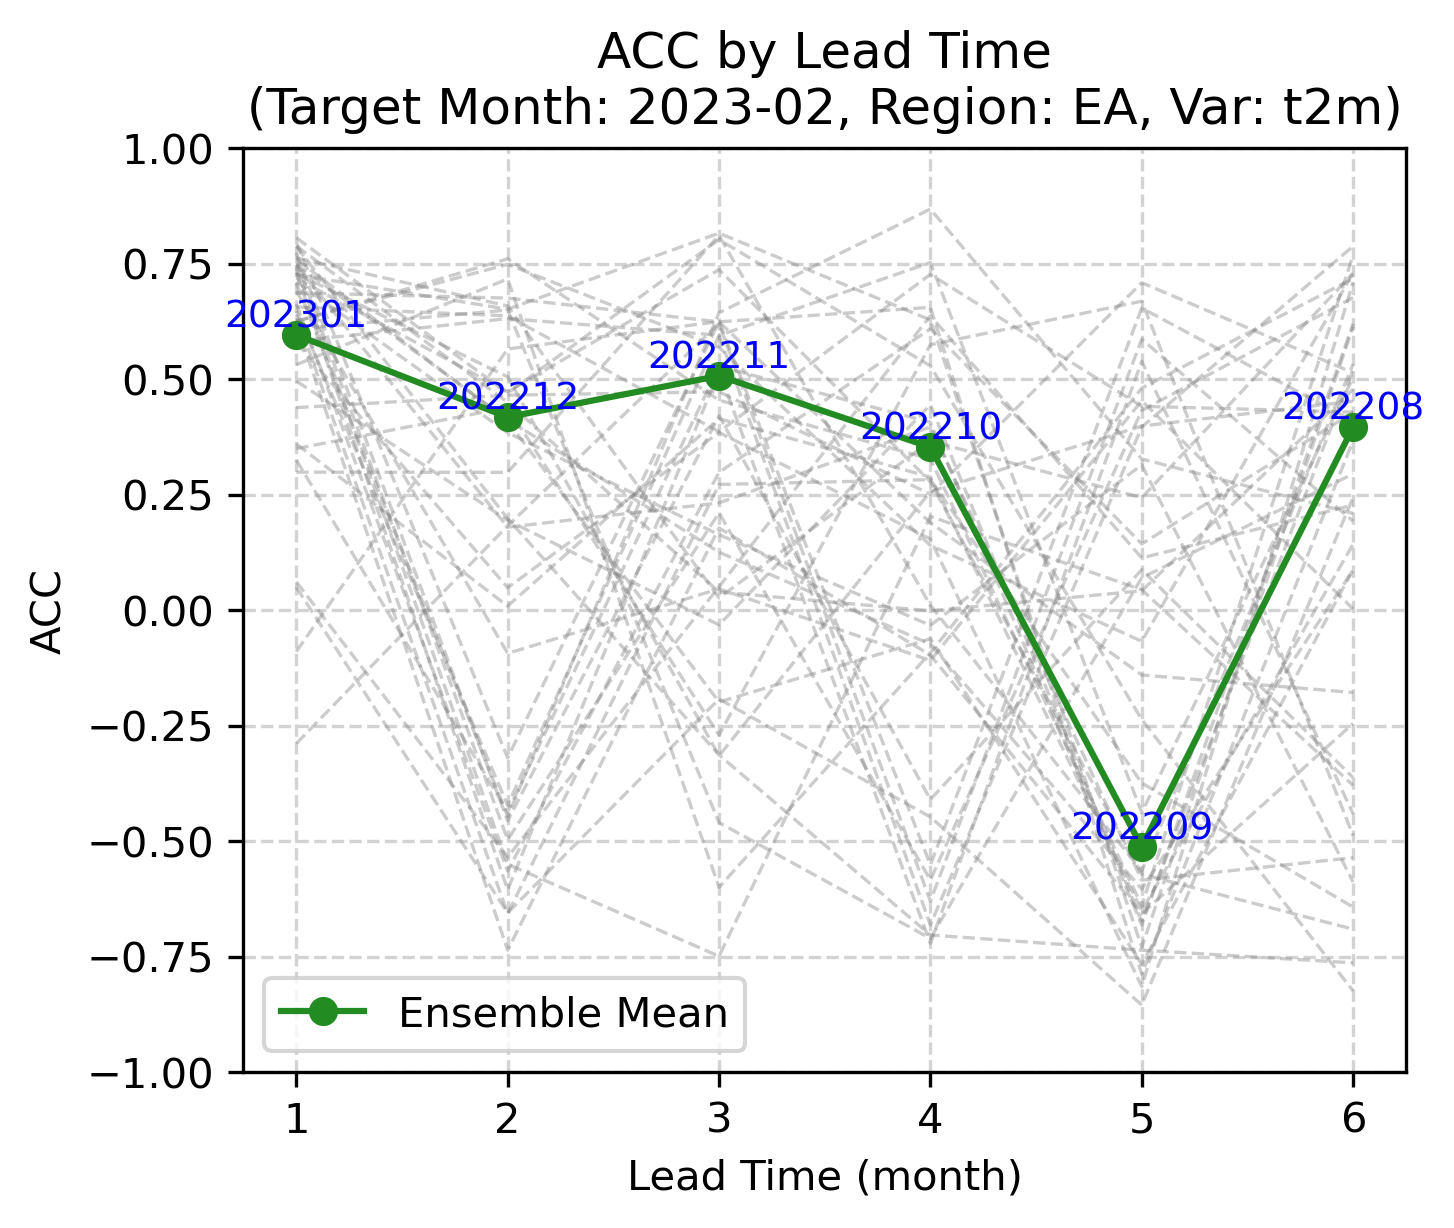 ACC by Lead Time
(Target Month: 2023-02, Region: EA, Var: t2m)
1.00
0.75
0.50
0.25
0.00
−0.25
−0.50
−0.75
−1.00
ACC
202301
202212
202211
202210
202209
202208
Ensemble Mean
1 2 3 4 5 6
Lead Time (month)